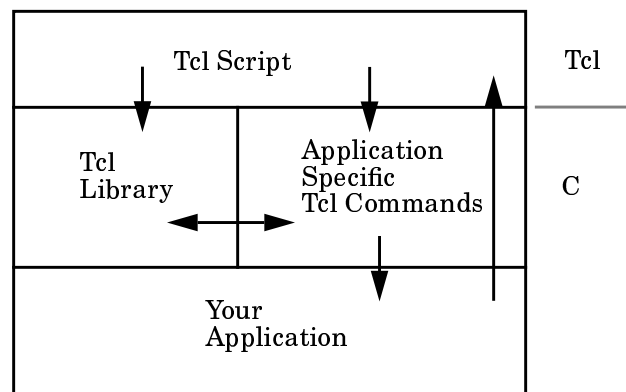 Tcl Script
Tcl
Tcl
Library
Application
Specific
Tcl Commands
C
Your
Application